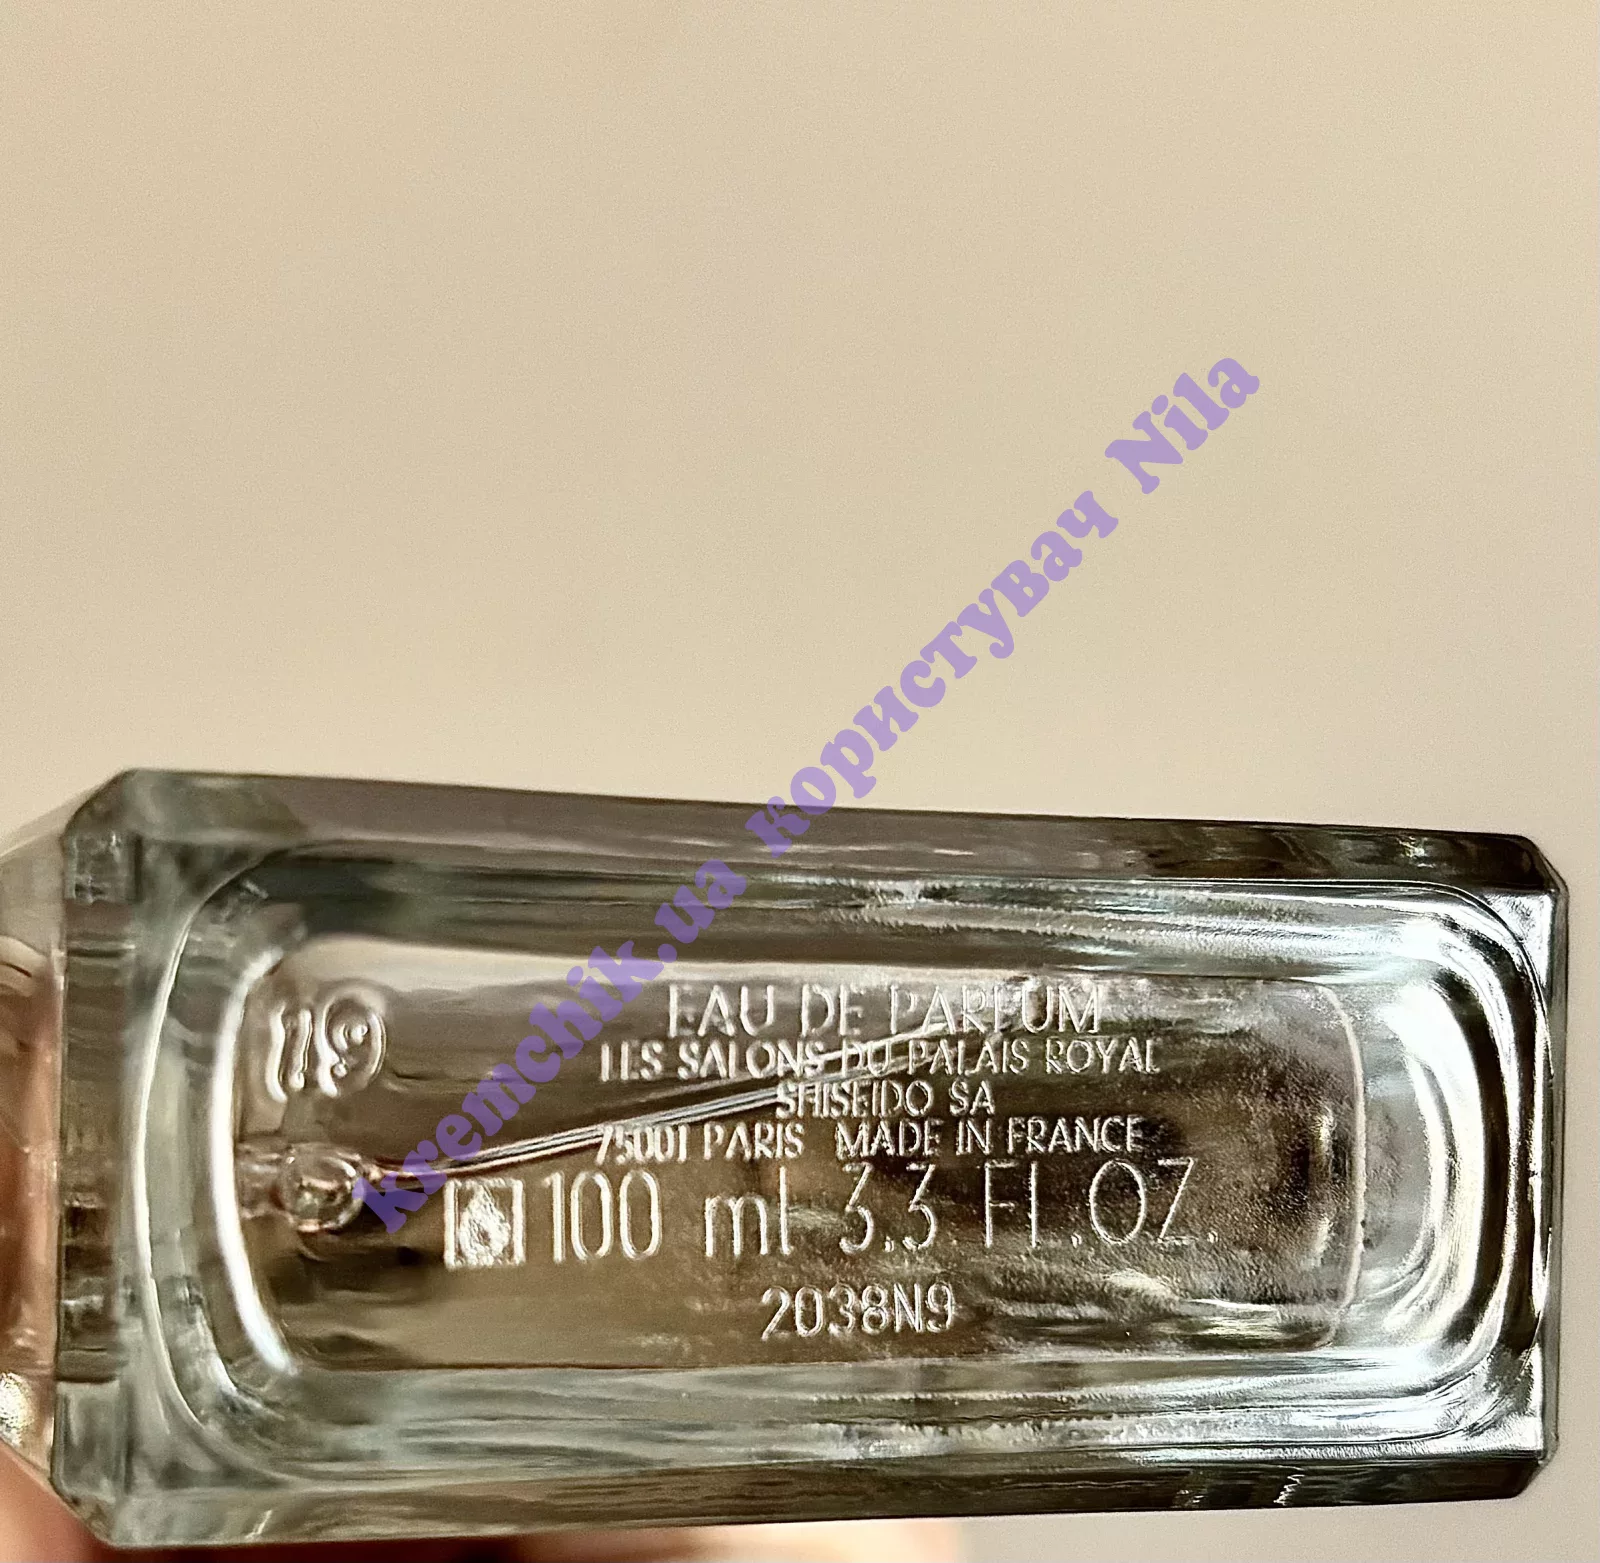 kremchik.ua користувач Nila
EAU DE PARFUM
LES SALONS DU PALAIS ROYAL
SHISEIDO SA
75001 PARIS MADE IN FRANCE
100 ml 3.3 Fl.OZ.
2038N9